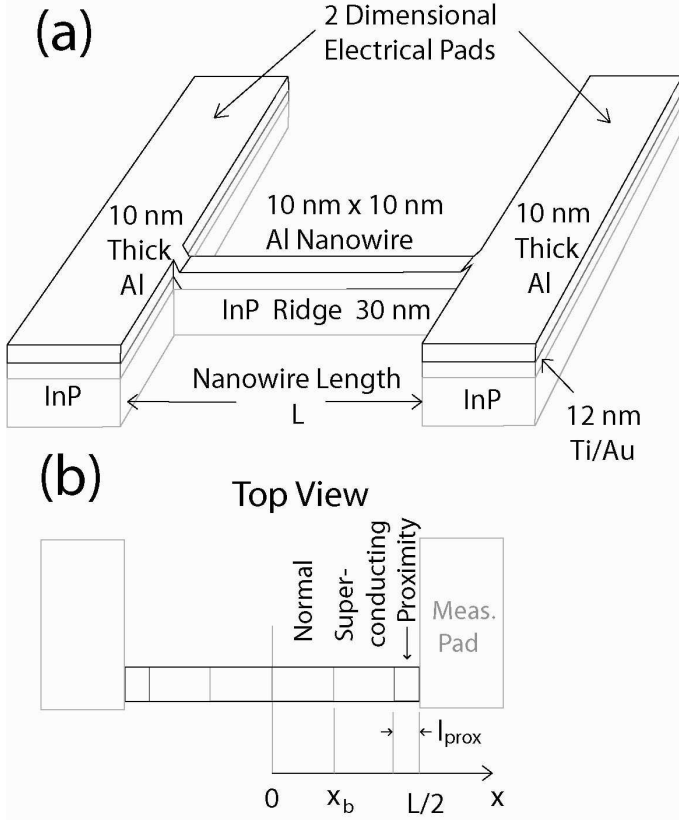 (a)
2 Dimensional
Electrical Pads
10 nm
Thick
Al
10 nm x 10 nm
Al Nanowire
10 nm
Thick
Al
InP Ridge 30 nm
InP
Nanowire Length
L
InP
12 nm
Ti/Au
(b)
Top View
Normal
Super-
conducting
Proximity
Meas.
Pad
lprox
0
xb
L/2
x